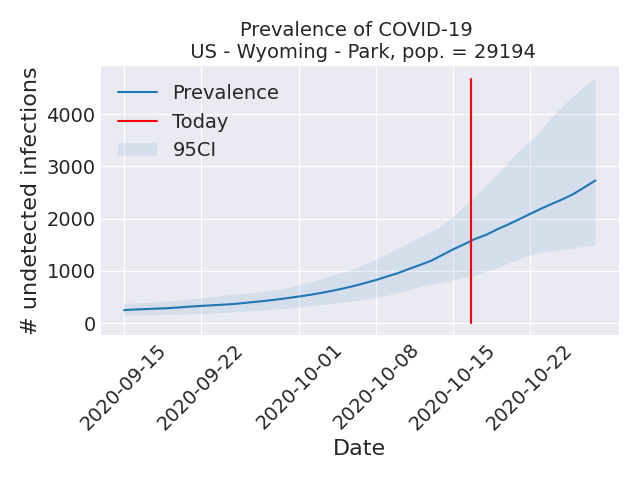 Prevalence of COVID-19
US - Wyoming - Park, pop. = 29194
# undetected infections
4000
3000
2000
1000
0
Prevalence
Today
95CI
2020-09-15
2020-09-22
2020-10-01
2020-10-08
2020-10-15
2020-10-22
Date